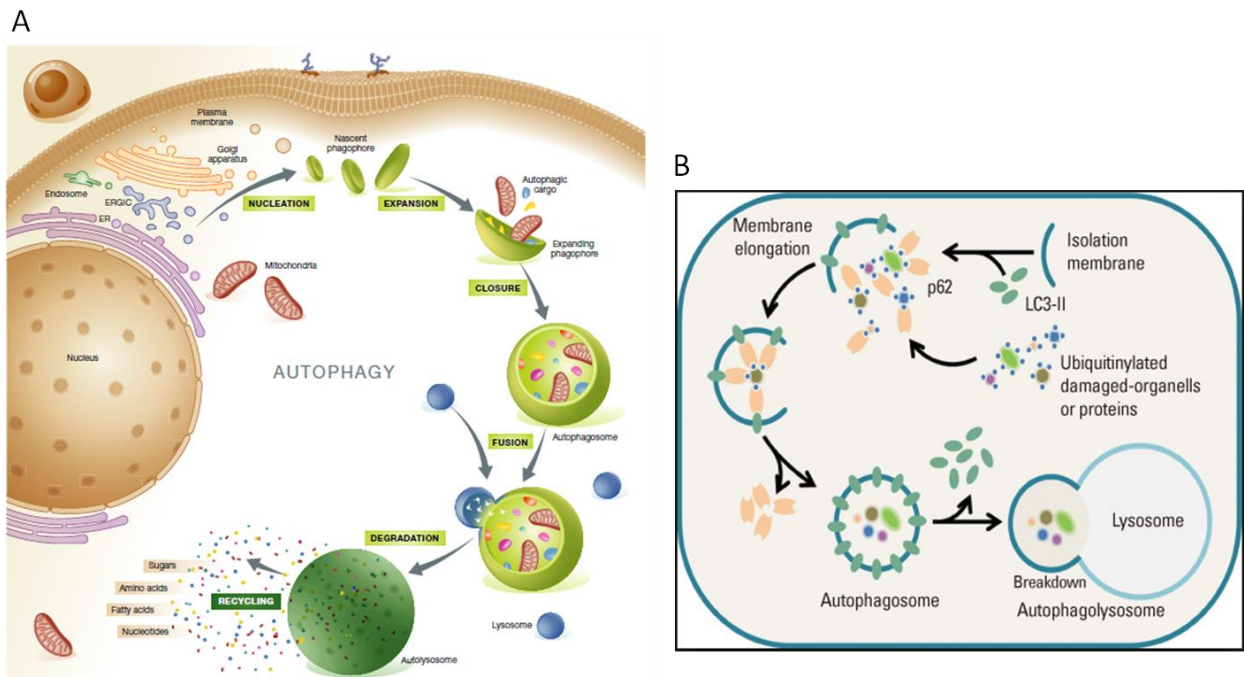 A
Plasma
membrane
Golgi
apparatus
Endosome
ERGIC
ER
Nascent
phagophore
NUCLEATION
EXPANSION
Autophagic
cargo
Expanding
phagophore
Mitochondria
CLOSURE
Nucleus
AUTOPHAGY
Autophagosome
FUSION
DEGRADATION
Sugars
Amino acids
Fatty acids
Nucleotides
RECYCLING
Lysosome
Autolysosome
B
Membrane
elongation
Isolation
membrane
p62
LC3-II
Ubiquitinylated
damaged-organells
or proteins
Lysosome
Breakdown
Autophagosome
Autophagolysosome